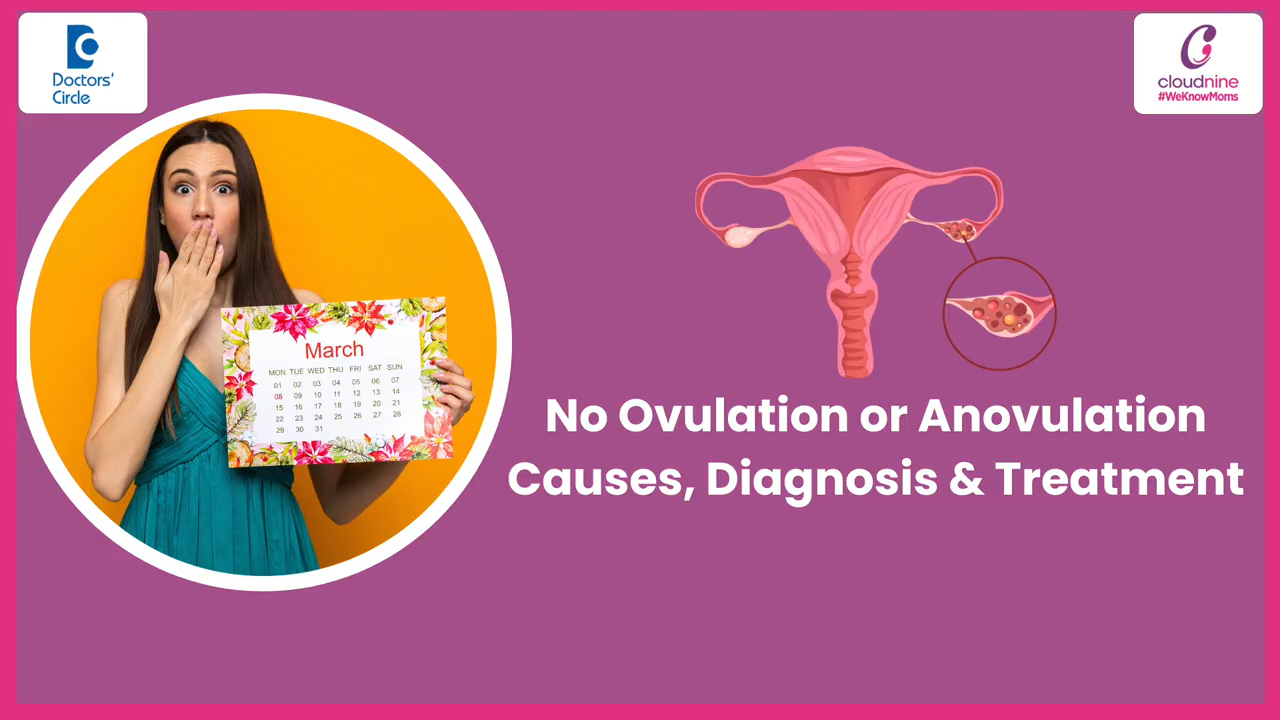 Doctors'
Circle
cloudnine
#WeKnowMoms
March
MON TUE WED THU FRI SAT SUN
01 02 03 04 05 06 07
08 09 10 11 12 13 14
15 16 17 18 19 20 21
22 23 24 25 26 27 28
29 30 31
No Ovulation or Anovulation
Causes, Diagnosis & Treatment